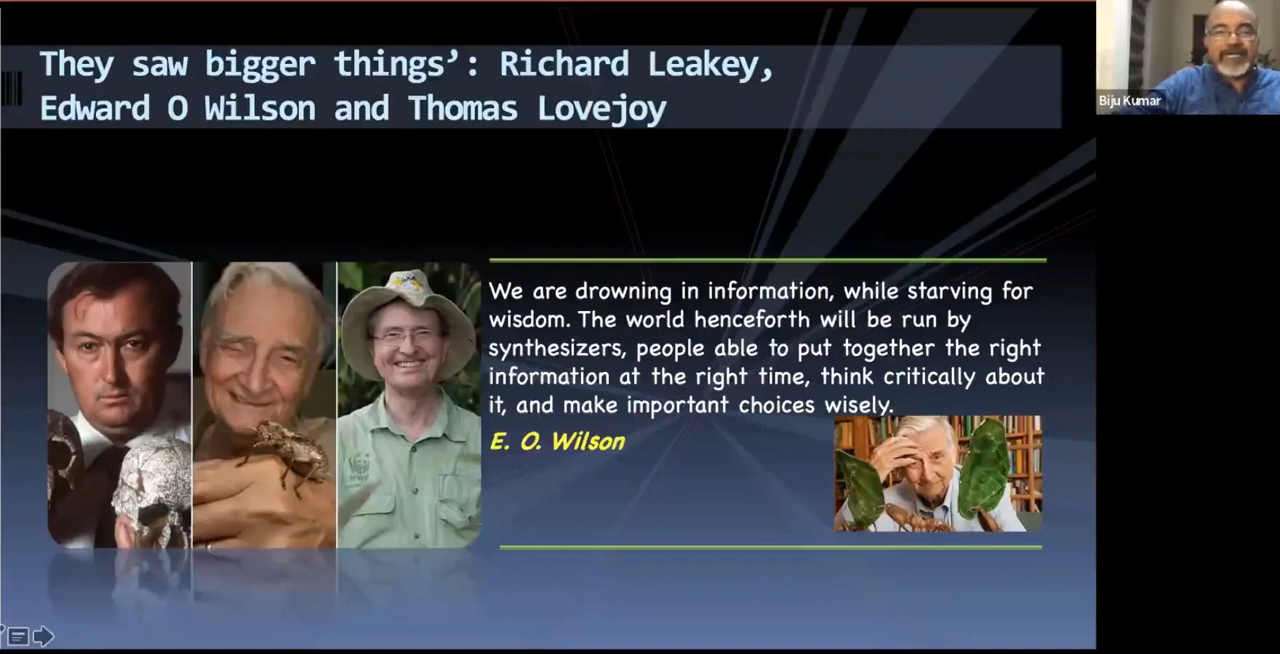 They saw bigger things’: Richard Leakey,
Edward O Wilson and Thomas Lovejoy
Biju Kumar
We are drowning in information, while starving for
wisdom. The world henceforth will be run by
synthesizers, people able to put together the right
information at the right time, think critically about
it, and make important choices wisely.
E. O. Wilson
WWF